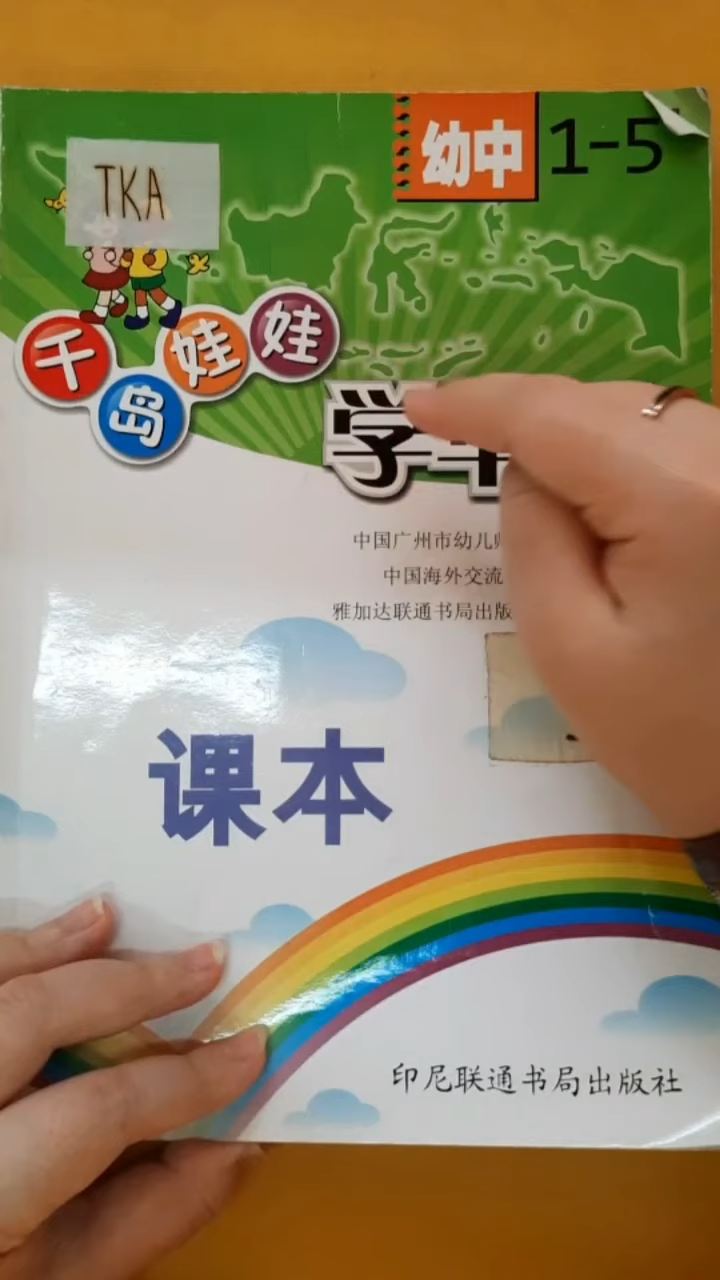 幼中 1-5
TKA
千岛娃娃
学
中国广州市幼儿
中国海外交流
雅加达联通书局出版
课本
印尼联通书局出版社